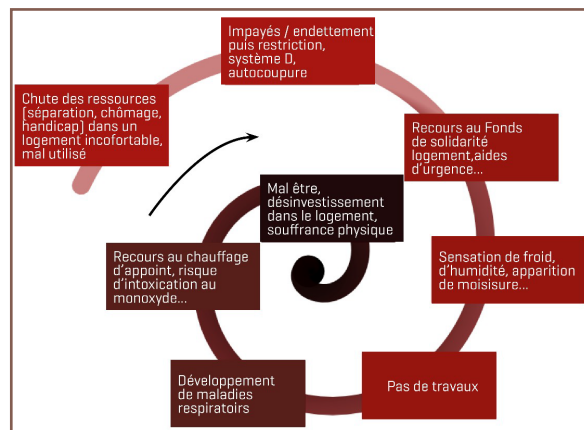 Chute des ressources
[séparation, chômage,
handicap] dans un
logement incofortable,
mal utilisé
Impayés / endettement
puis restriction,
système D,
autocoupure
Recours au Fonds
de solidarité
logement,aides
d'urgence...
Sensation de froid,
d'humidité, apparition
de moisisure...
Pas de travaux
Développement
de maladies
respiratoirs
Recours au chauffage
d'appoint, risque
d'intoxication au
monoxyde...
Mal être,
désinvestissement
dans le logement,
souffrance physique